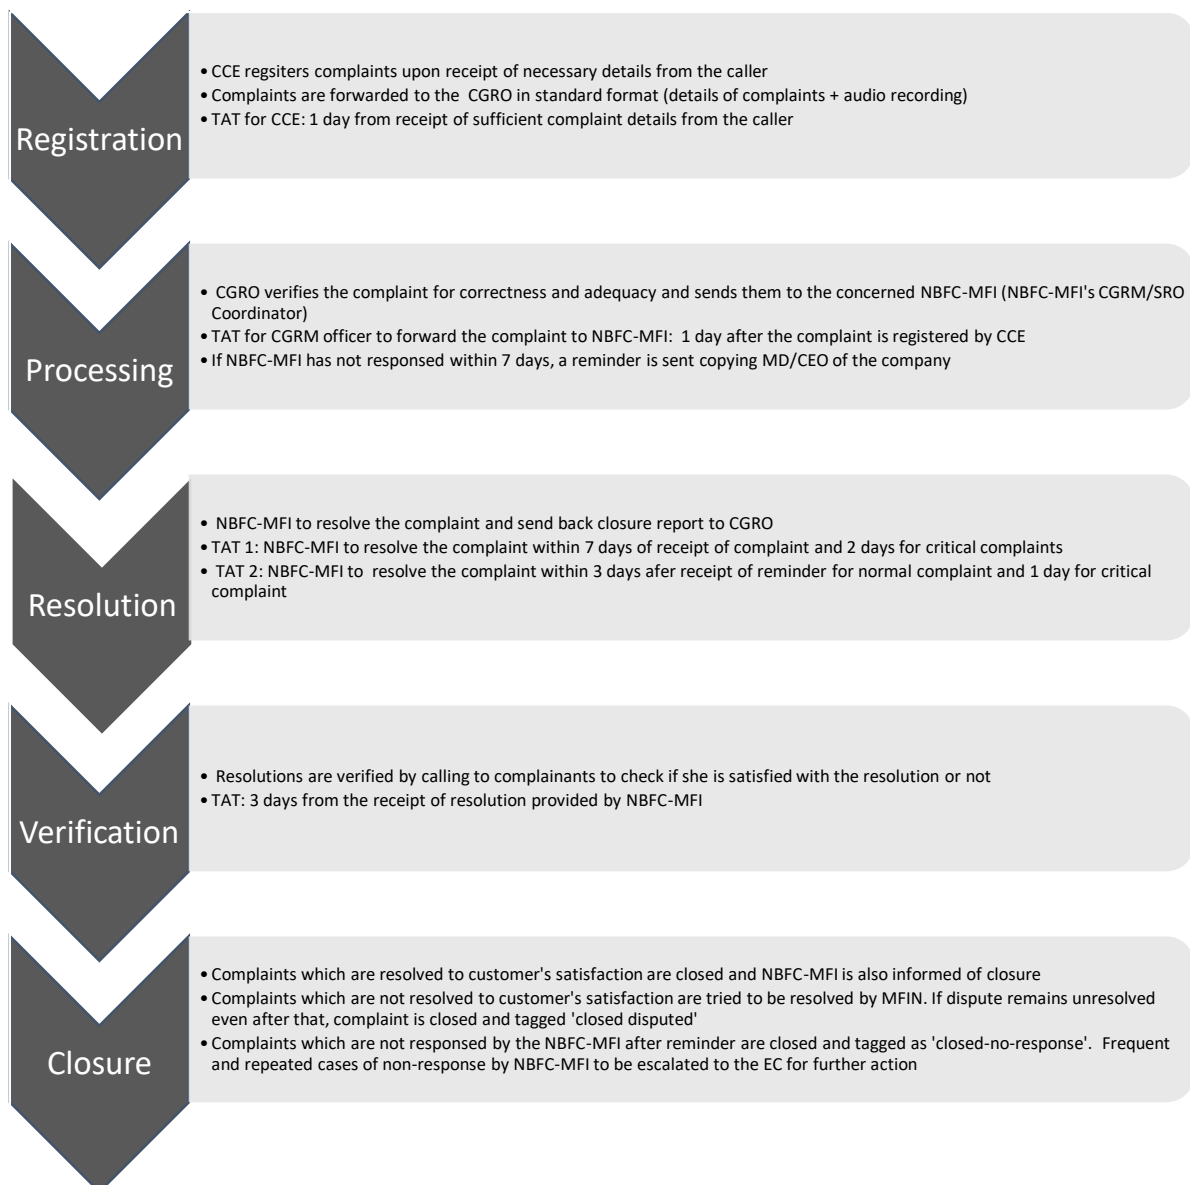 Registration
• CCE regsiters complaints upon receipt of necessary details from the caller
• Complaints are forwarded to the CGRO in standard format (details of complaints + audio recording)
• TAT for CCE: 1 day from receipt of sufficient complaint details from the caller
Processing
• CGRO verifies the complaint for correctness and adequacy and sends them to the concerned NBFC-MFI (NBFC-MFI's CGRM/SRO
Coordinator)
• TAT for CGRM officer to forward the complaint to NBFC-MFI: 1 day after the complaint is registered by CCE
• If NBFC-MFI has not responsed within 7 days, a reminder is sent copying MD/CEO of the company
Resolution
• NBFC-MFI to resolve the complaint and send back closure report to CGRO
• TAT 1: NBFC-MFI to resolve the complaint within 7 days of receipt of complaint and 2 days for critical complaints
• TAT 2: NBFC-MFI to resolve the complaint within 3 days afer receipt of reminder for normal complaint and 1 day for critical
complaint
Verification
• Resolutions are verified by calling to complainants to check if she is satisfied with the resolution or not
• TAT: 3 days from the receipt of resolution provided by NBFC-MFI
Closure
• Complaints which are resolved to customer's satisfaction are closed and NBFC-MFI is also informed of closure
• Complaints which are not resolved to customer's satisfaction are tried to be resolved by MFIN. If dispute remains unresolved
even after that, complaint is closed and tagged 'closed disputed'
• Complaints which are not responsed by the NBFC-MFI after reminder are closed and tagged as 'closed-no-response'. Frequent
and repeated cases of non-response by NBFC-MFI to be escalated to the EC for further action